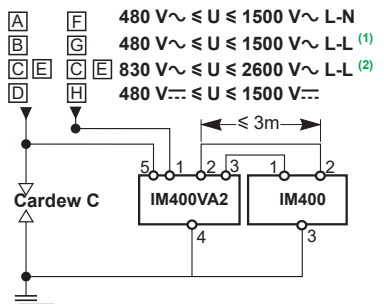 A F 480 V∼ ≤ U ≤ 1500 V∼ L-N
B G 480 V∼ ≤ U ≤ 1500 V∼ L-L (1)
C E C E 830 V∼ ≤ U ≤ 2600 V∼ L-L (2)
D H 480 V⎓ ≤ U ≤ 1500 V⎓
≤ 3m
5 1 2 3 1 2
Cardew C IM400VA2 IM400
4 3